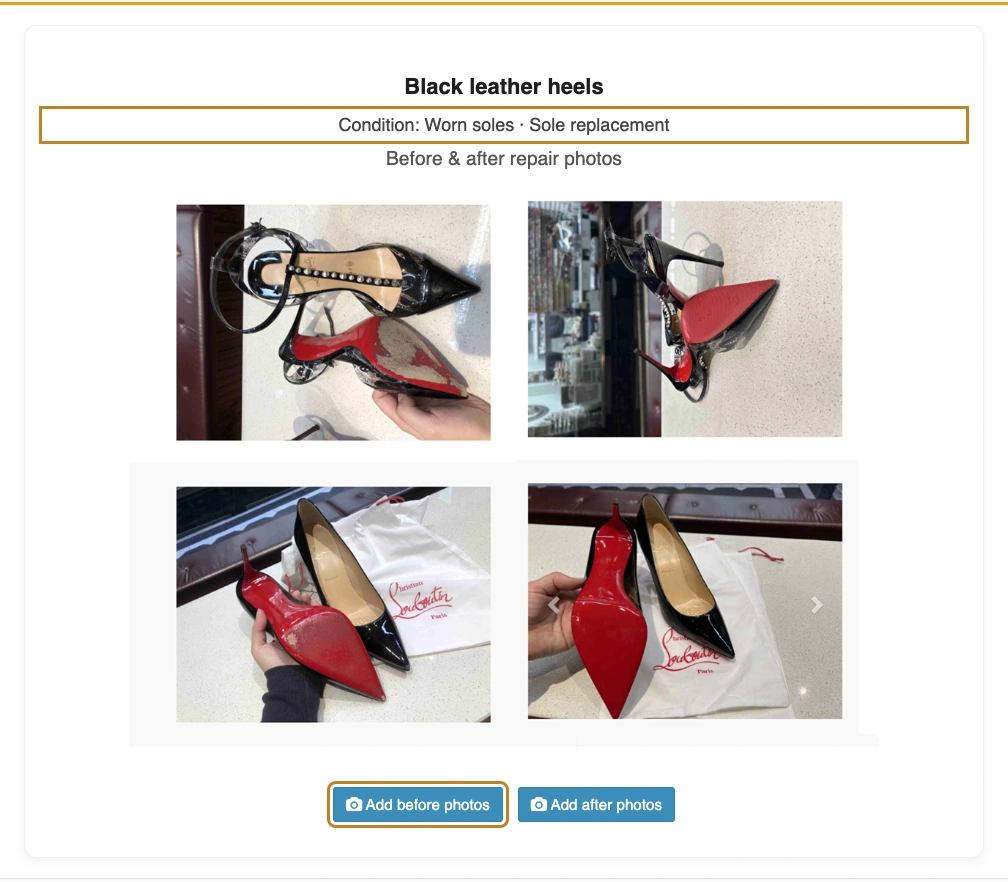 Black leather heels
Condition: Worn soles · Sole replacement
Before & after repair photos
Christian
Louboutin
Paris
Louboutin
Paris
Add before photos
Add after photos